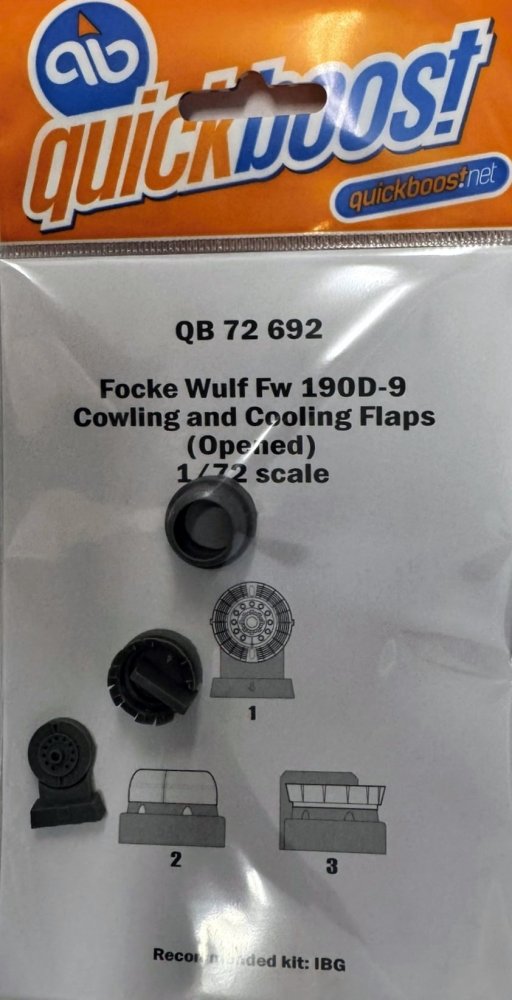 qb
quickboost
quickboost.net
QB 72 692
Focke Wulf Fw 190D-9
Cowling and Cooling Flaps
(Opened)
1/72 scale
1
2
3
Recommended kit: IBG